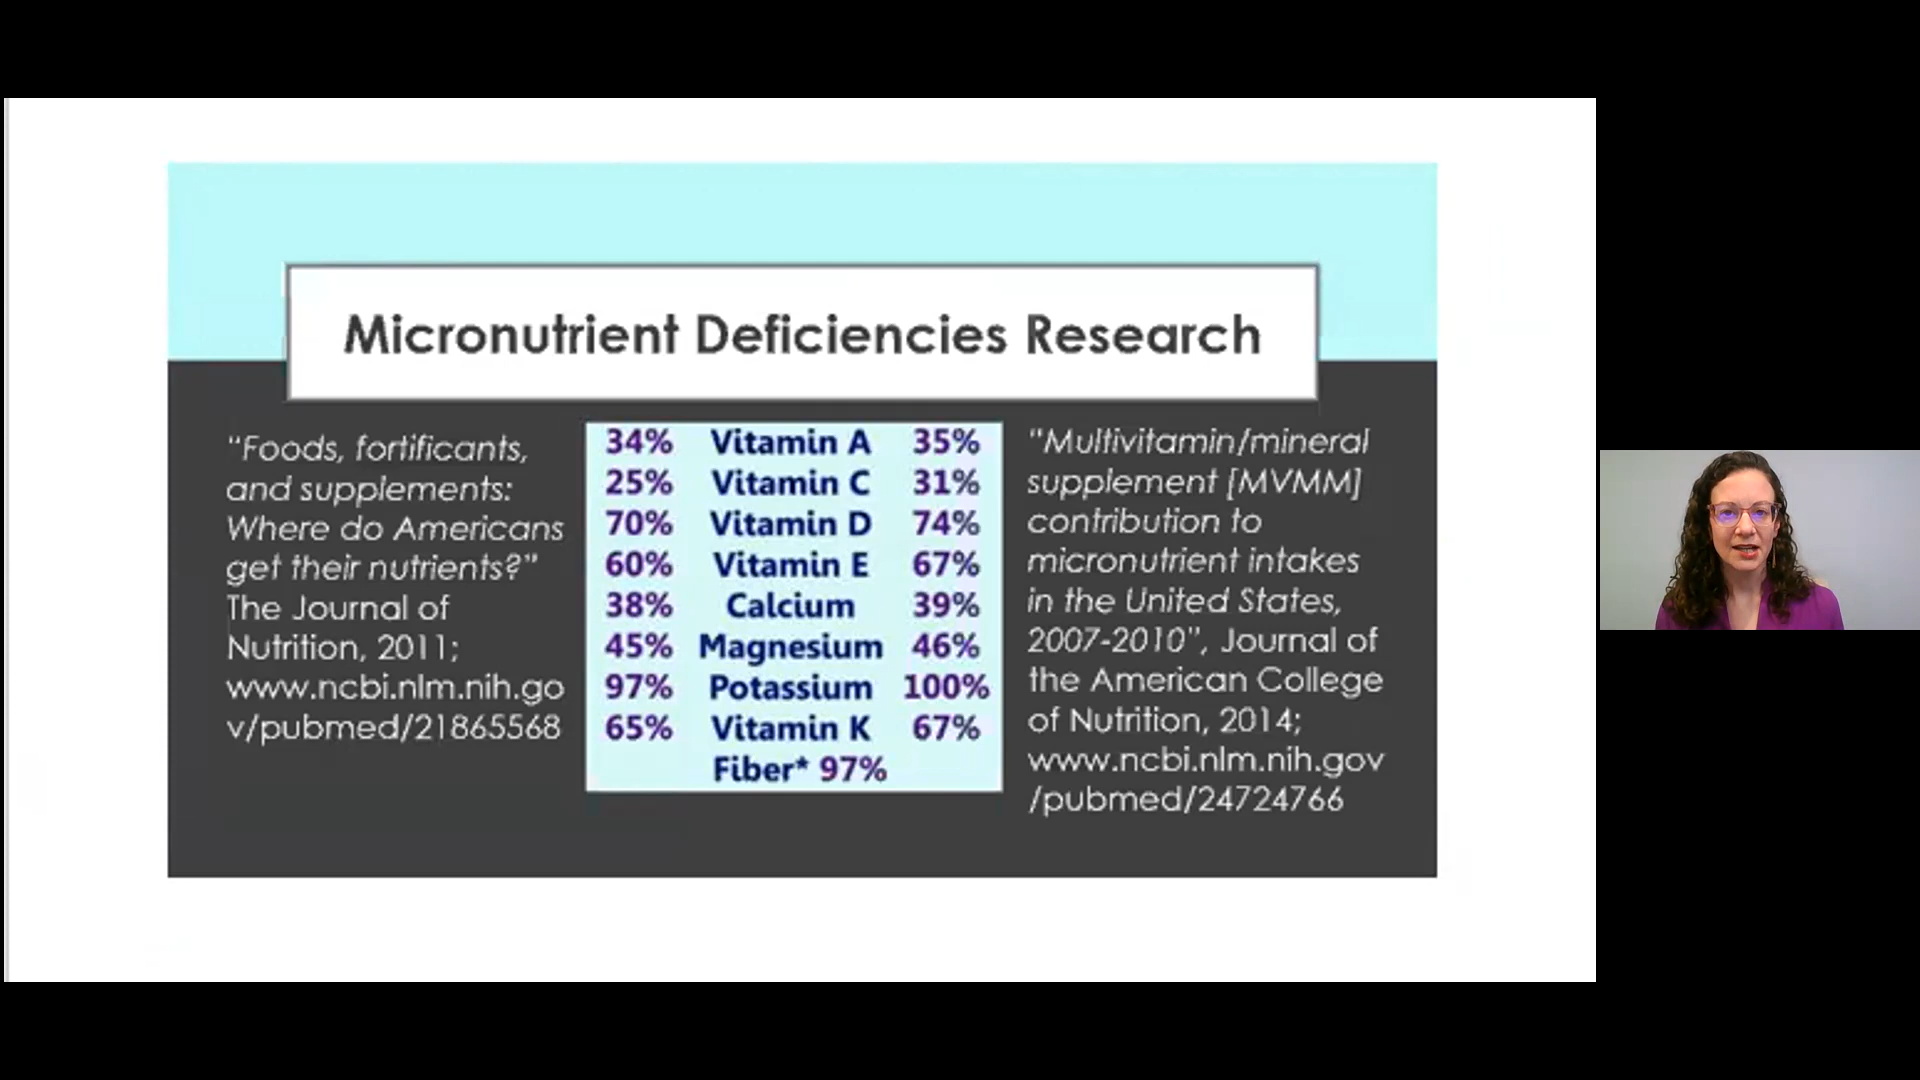 Micronutrient Deficiencies Research
“Foods, fortificants,
and supplements:
Where do Americans
get their nutrients?”
The Journal of
Nutrition, 2011;
www.ncbi.nlm.nih.go
v/pubmed/21865568
34% Vitamin A 35%
25% Vitamin C 31%
70% Vitamin D 74%
60% Vitamin E 67%
38% Calcium 39%
45% Magnesium 46%
97% Potassium 100%
65% Vitamin K 67%
Fiber* 97%
“Multivitamin/mineral
supplement [MVMM]
contribution to
micronutrient intakes
in the United States,
2007-2010”, Journal of
the American College
of Nutrition, 2014;
www.ncbi.nlm.nih.gov
/pubmed/24724766